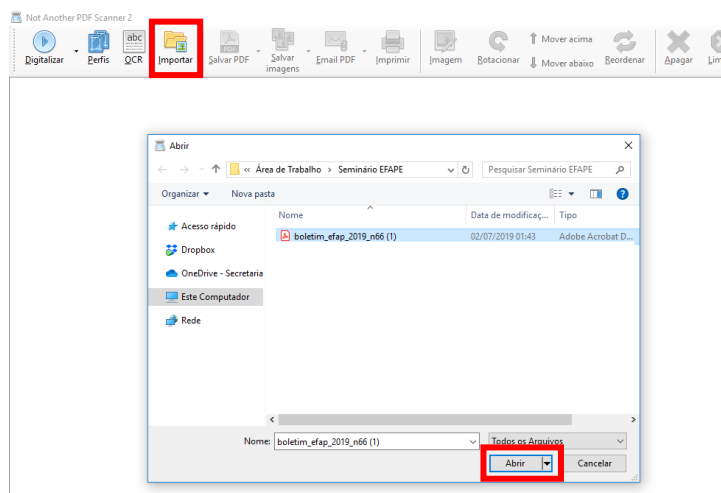 Not Another PDF Scanner 2
abc
PDF
Digitalizar Perfis OCR Importar Salvar PDF Salvar imagens Email PDF Imprimir Imagem Rotacionar Mover acima Mover abaixo Reordenar Apagar Lim
Abrir
« Área de Trabalho › Seminário EFAPE
Pesquisar Seminário EFAPE
Organizar Nova pasta
Nome Data de modificaç... Tipo
Acesso rápido
boletim_efap_2019_n66 (1) 02/07/2019 01:43 Adobe Acrobat D...
Dropbox
OneDrive - Secretaria
Este Computador
Rede
Nome: boletim_efap_2019_n66 (1) Todos os Arquivos
Abrir Cancelar